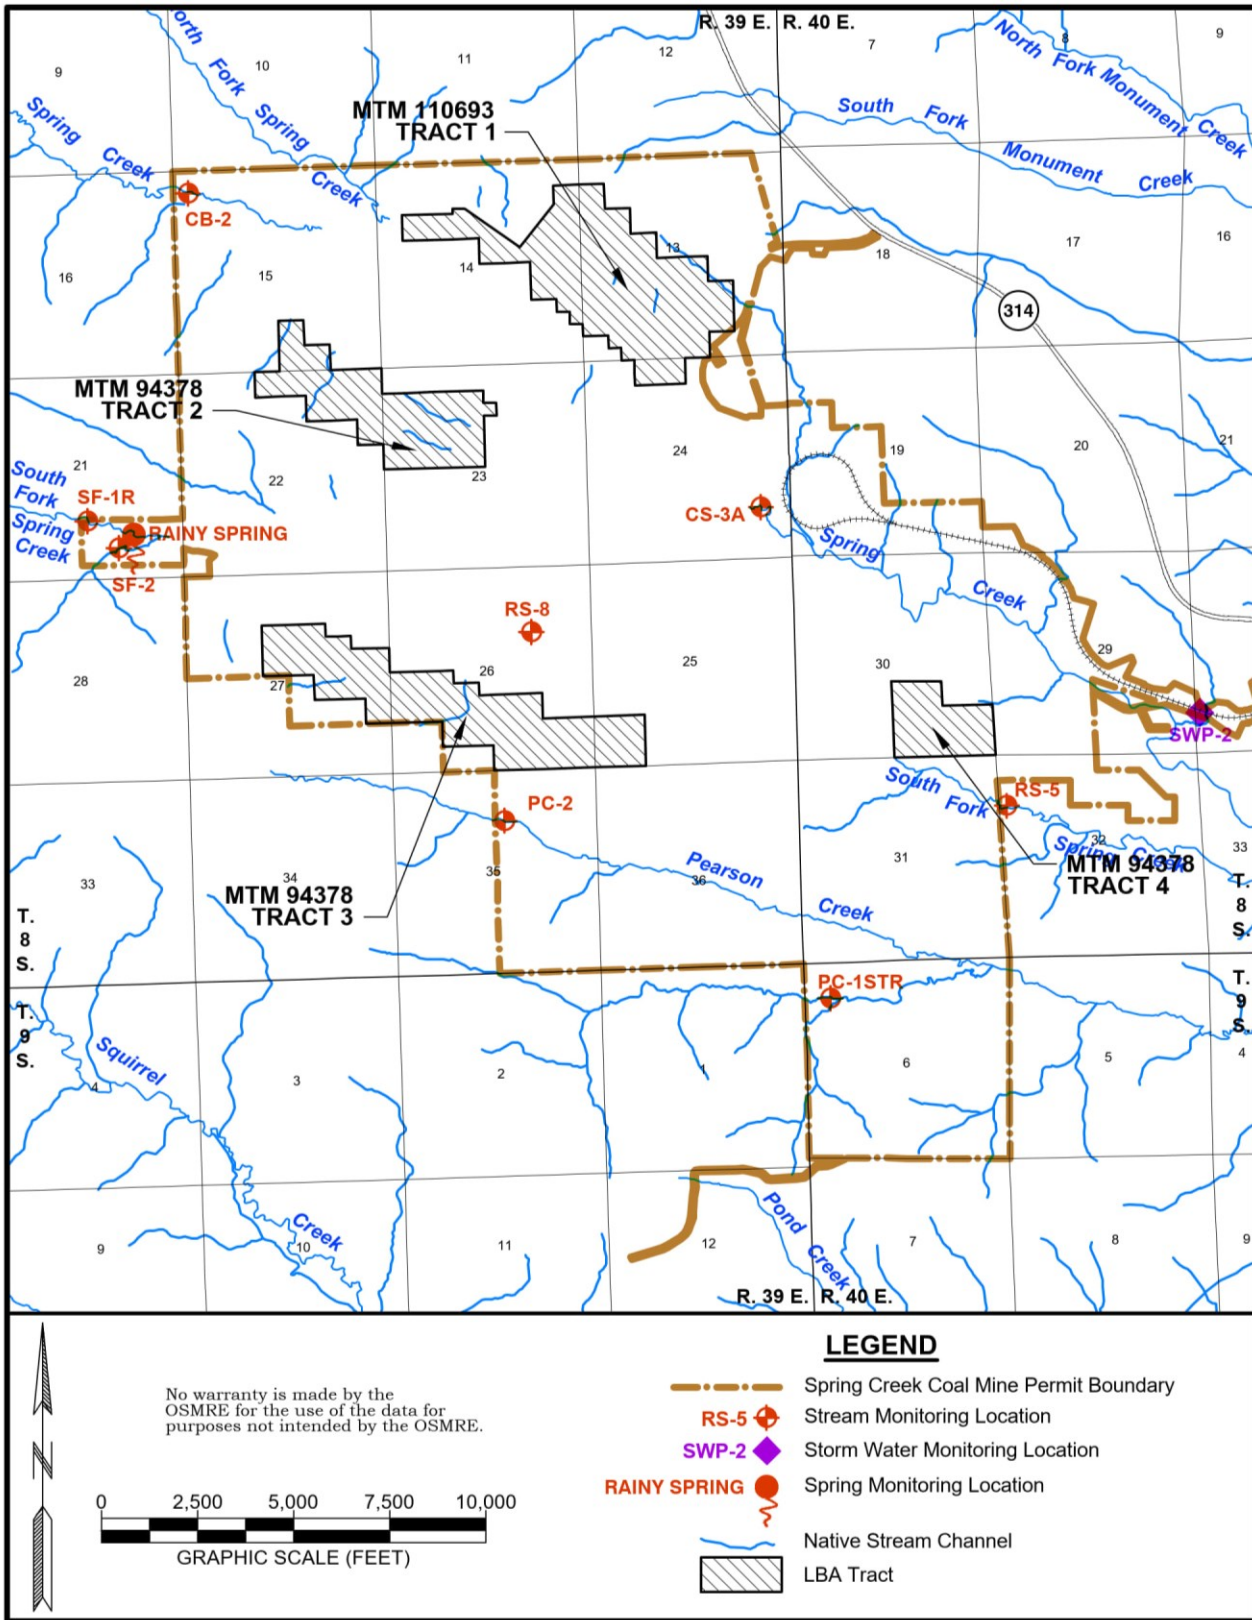 R. 39 E. R. 40 E.
9
10
11
12
7
8
9
North Fork Monument Creek
North Fork Spring Creek
Spring Creek
MTM 110693
TRACT 1
South Fork Monument Creek
CB-2
16
15
14
13
18
17
16
314
MTM 94378
TRACT 2
21
22
23
24
19
20
21
South
Fork
Spring
Creek
SF-1R
RAINY SPRING
SF-2
CS-3A
Spring Creek
RS-8
28
27
26
25
30
29
SWP-2
PC-2
South Fork Spring Creek
RS-5
33
34
35
36
31
32
33
Pearson Creek
MTM 94378
TRACT 3
MTM 94378
TRACT 4
T.
8
S.
T.
8
S.
T.
9
S.
T.
9
S.
PC-1STR
Squirrel Creek
4
3
2
1
6
5
4
Pond Creek
9
10
11
12
7
8
9
R. 39 E. R. 40 E.
No warranty is made by the
OSMRE for the use of the data for
purposes not intended by the OSMRE.
0 2,500 5,000 7,500 10,000
GRAPHIC SCALE (FEET)
N
LEGEND
Spring Creek Coal Mine Permit Boundary
RS-5 Stream Monitoring Location
SWP-2 Storm Water Monitoring Location
RAINY SPRING Spring Monitoring Location
Native Stream Channel
LBA Tract